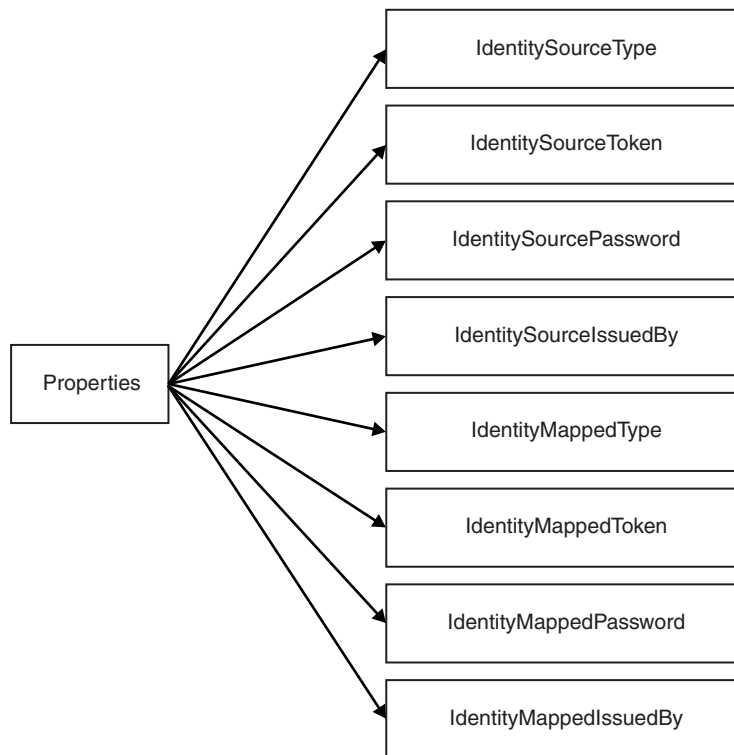 IdentitySourceType
IdentitySourceToken
IdentitySourcePassword
IdentitySourceIssuedBy
Properties
IdentityMappedType
IdentityMappedToken
IdentityMappedPassword
IdentityMappedIssuedBy